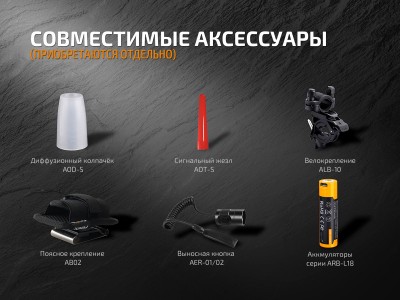 СОВМЕСТИМЫЕ АКСЕССУАРЫ
(ПРИОБРЕТАЮТСЯ ОТДЕЛЬНО)
Диффузионный колпачёк
AOD-S
Сигнальный жезл
AOT-S
Велокрепление
ALB-10
Поясное крепление
AB02
Выносная кнопка
AER-01/02
Аккумуляторы
серии ARB-L18